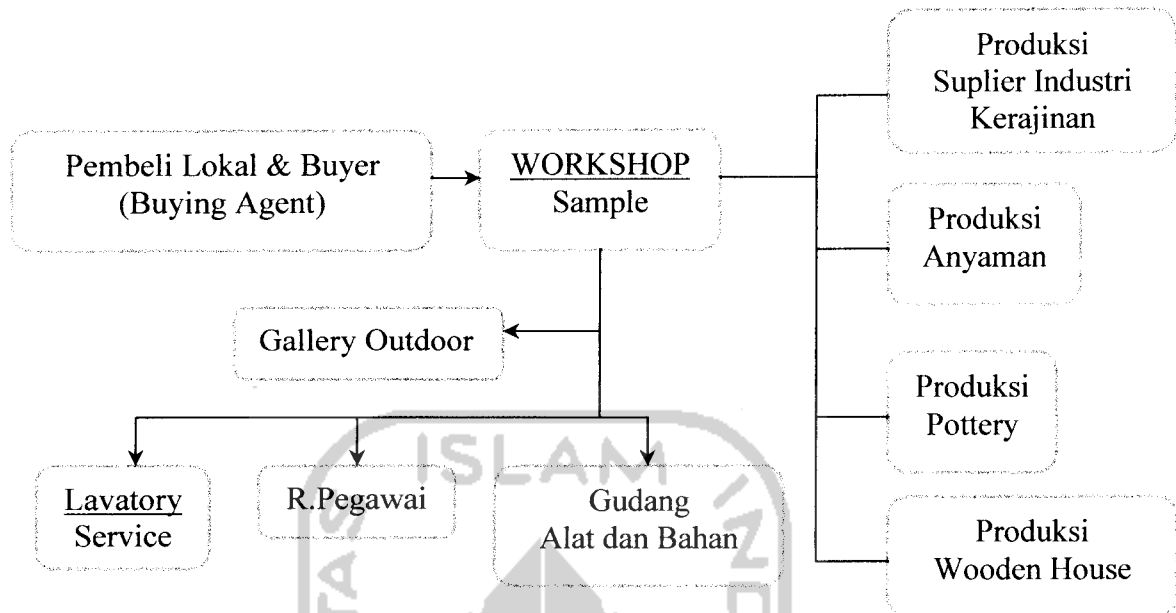 Produksi
Suplier Industri
Kerajinan
Pembeli Lokal & Buyer
(Buying Agent)
WORKSHOP
Sample
Produksi
Anyaman
Gallery Outdoor
Produksi
Pottery
Lavatory
Service
R.Pegawai
Gudang
Alat dan Bahan
Produksi
Wooden House
ISLAM